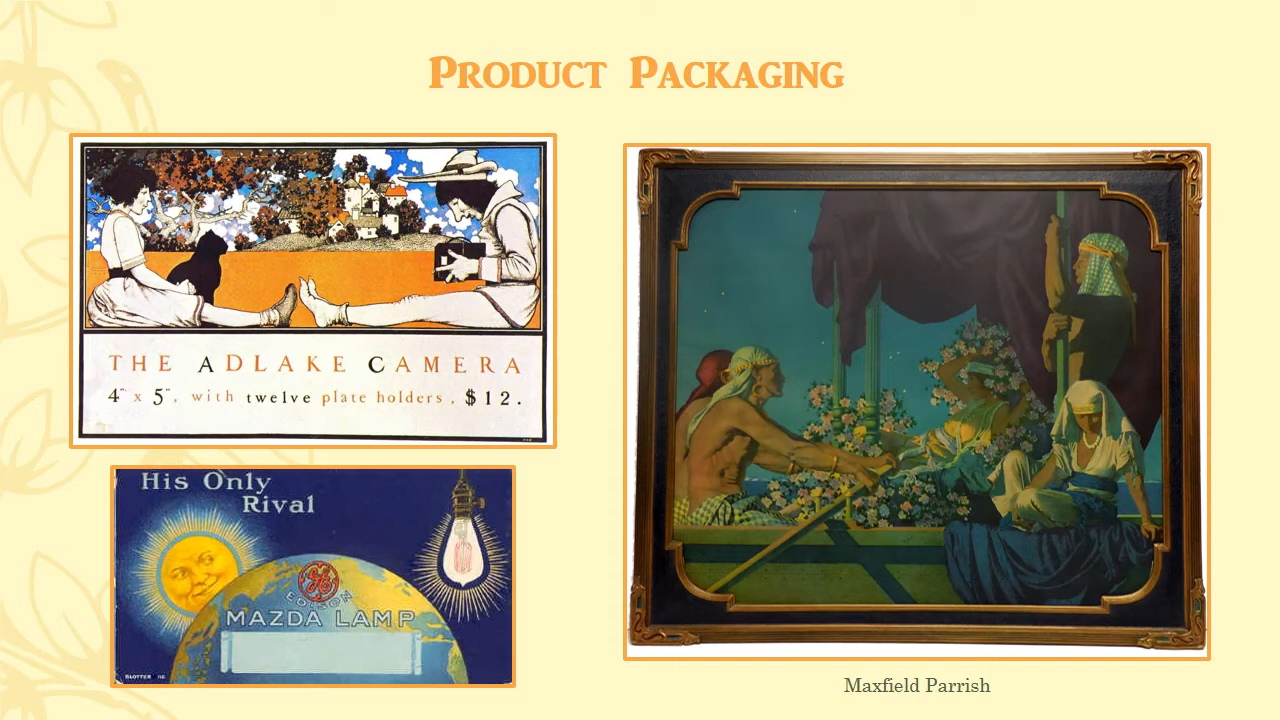 Product Packaging
THE ADLAKE CAMERA
4" x 5", with twelve plate holders, $12.
His Only
Rival
GE
EDISON
MAZDA LAMP
Maxfield Parrish